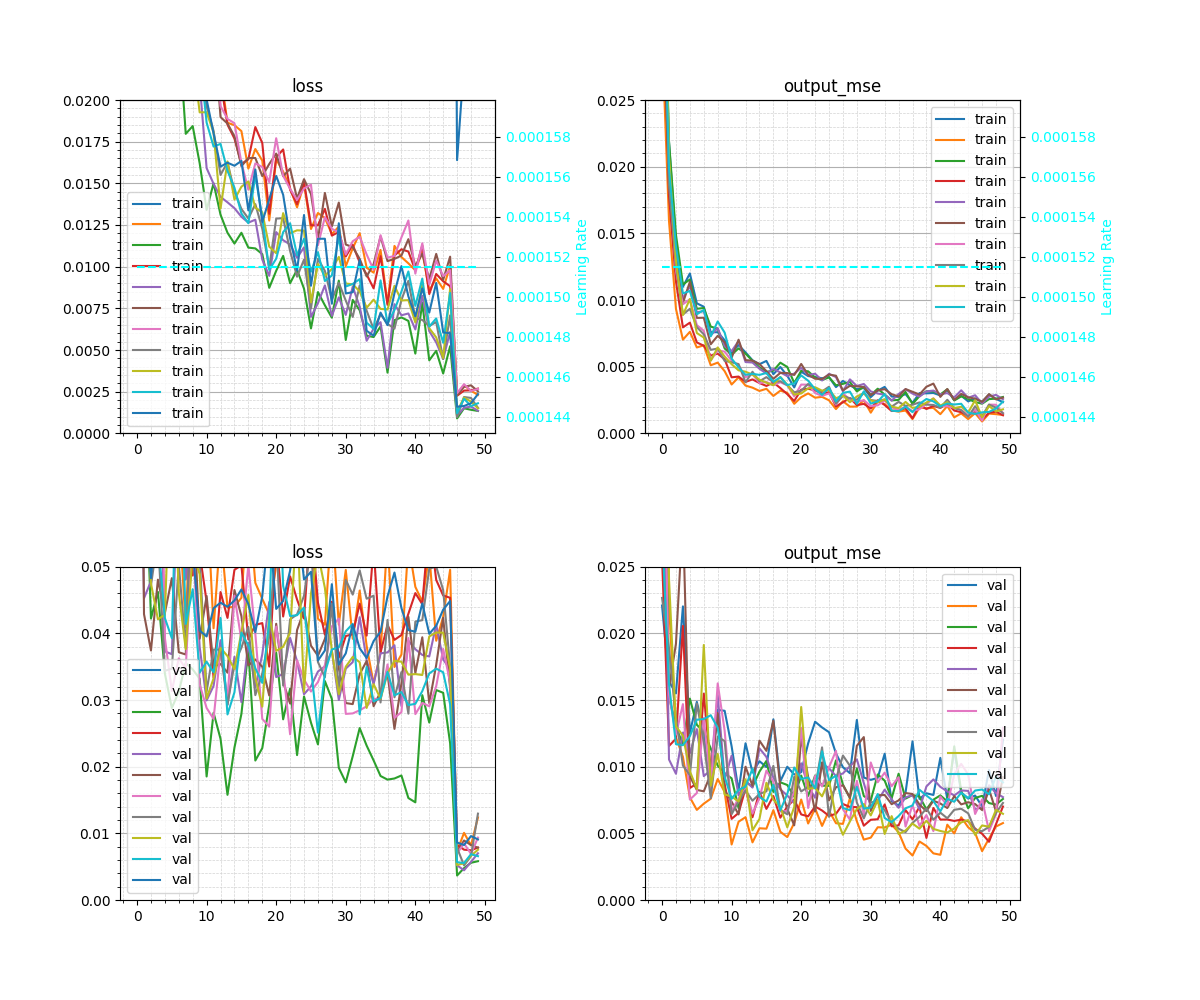 loss
0.0200
0.0175
0.0150
0.0125
0.0100
0.0075
0.0050
0.0025
0.0000
0 10 20 30 40 50
train
train
train
train
train
train
train
train
train
train
train
0.000158
0.000156
0.000154
0.000152
0.000150
0.000148
0.000146
0.000144
Learning Rate
output_mse
0.025
0.020
0.015
0.010
0.005
0.000
0 10 20 30 40 50
train
train
train
train
train
train
train
train
train
train
0.000158
0.000156
0.000154
0.000152
0.000150
0.000148
0.000146
0.000144
Learning Rate
loss
0.05
0.04
0.03
0.02
0.01
0.00
0 10 20 30 40 50
val
val
val
val
val
val
val
val
val
val
val
output_mse
0.025
0.020
0.015
0.010
0.005
0.000
0 10 20 30 40 50
val
val
val
val
val
val
val
val
val
val